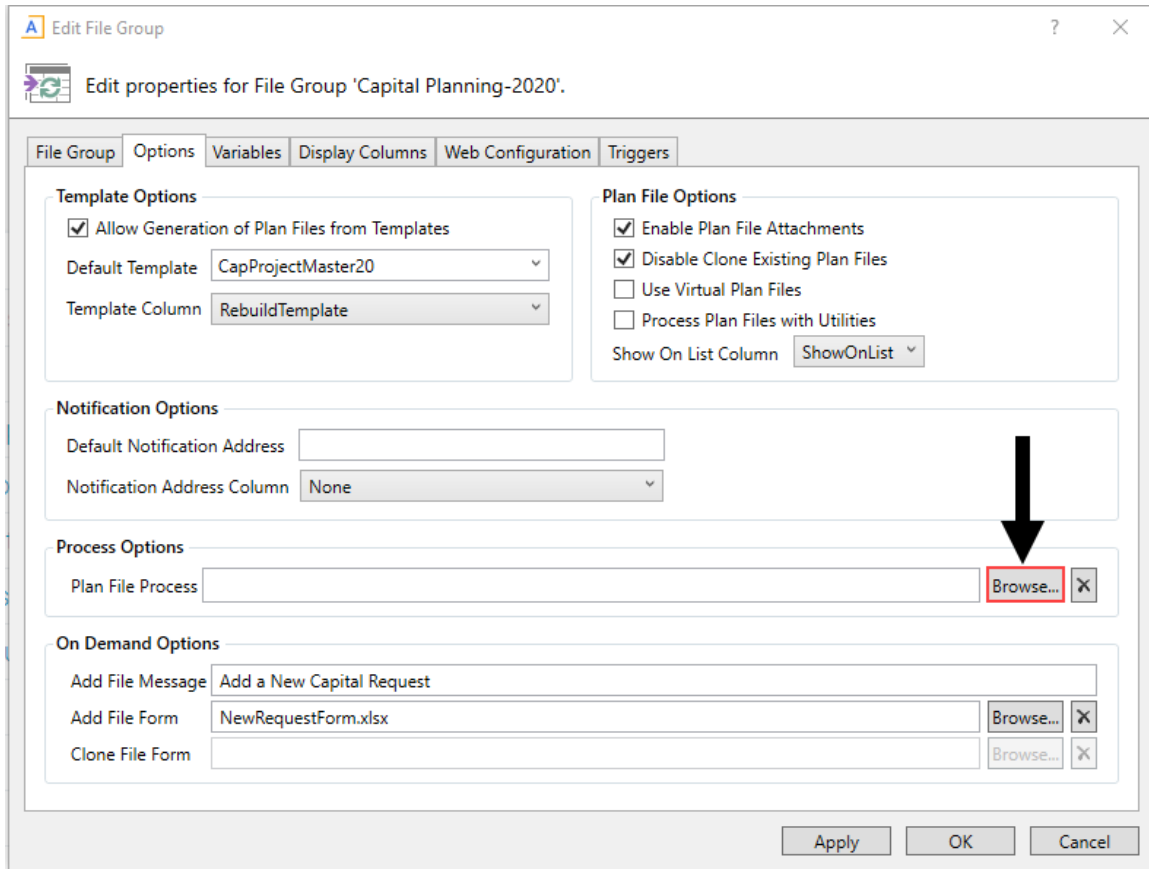 A Edit File Group ?
Edit properties for File Group 'Capital Planning-2020'.
File Group Options Variables Display Columns Web Configuration Triggers
Template Options
Allow Generation of Plan Files from Templates
Default Template CapProjectMaster20
Template Column RebuildTemplate
Plan File Options
Enable Plan File Attachments
Disable Clone Existing Plan Files
Use Virtual Plan Files
Process Plan Files with Utilities
Show On List Column ShowOnList
Notification Options
Default Notification Address
Notification Address Column None
Process Options
Plan File Process Browse...
On Demand Options
Add File Message Add a New Capital Request
Add File Form NewRequestForm.xlsx Browse...
Clone File Form Browse...
Apply OK Cancel